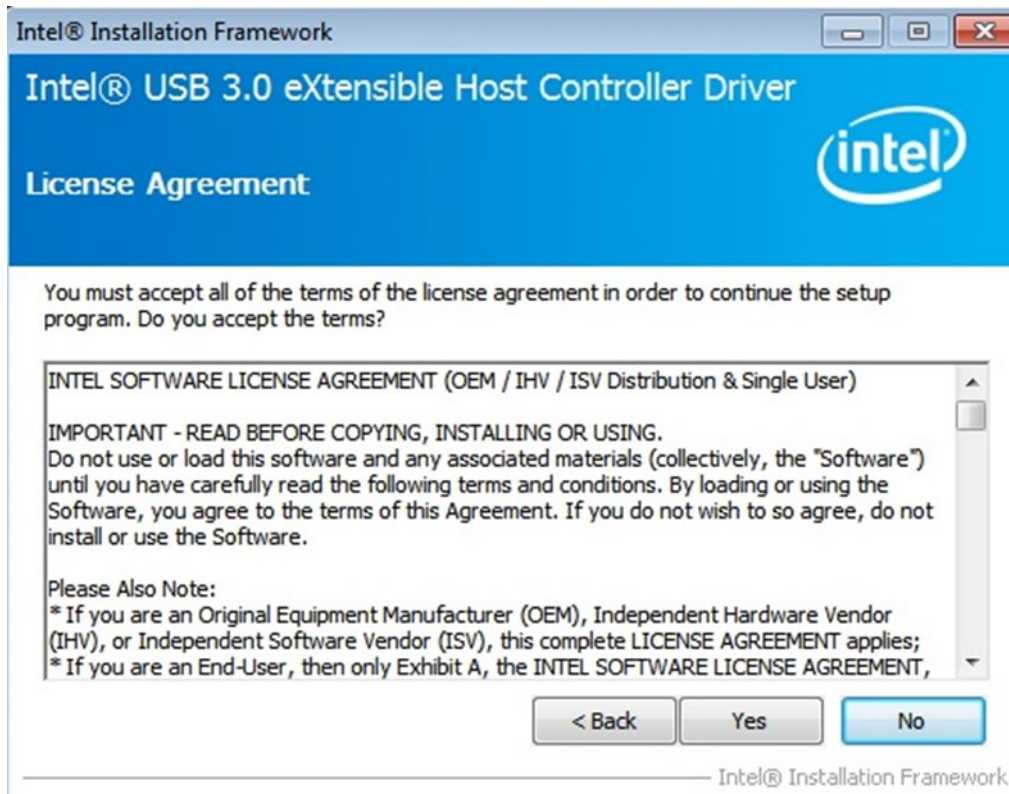 Intel® Installation Framework
Intel® USB 3.0 eXtensible Host Controller Driver
intel
License Agreement
You must accept all of the terms of the license agreement in order to continue the setup
program. Do you accept the terms?
INTEL SOFTWARE LICENSE AGREEMENT (OEM / IHV / ISV Distribution & Single User)
IMPORTANT - READ BEFORE COPYING, INSTALLING OR USING.
Do not use or load this software and any associated materials (collectively, the "Software")
until you have carefully read the following terms and conditions. By loading or using the
Software, you agree to the terms of this Agreement. If you do not wish to so agree, do not
install or use the Software.
Please Also Note:
* If you are an Original Equipment Manufacturer (OEM), Independent Hardware Vendor
(IHV), or Independent Software Vendor (ISV), this complete LICENSE AGREEMENT applies;
* If you are an End-User, then only Exhibit A, the INTEL SOFTWARE LICENSE AGREEMENT,
< Back Yes No
Intel® Installation Framework